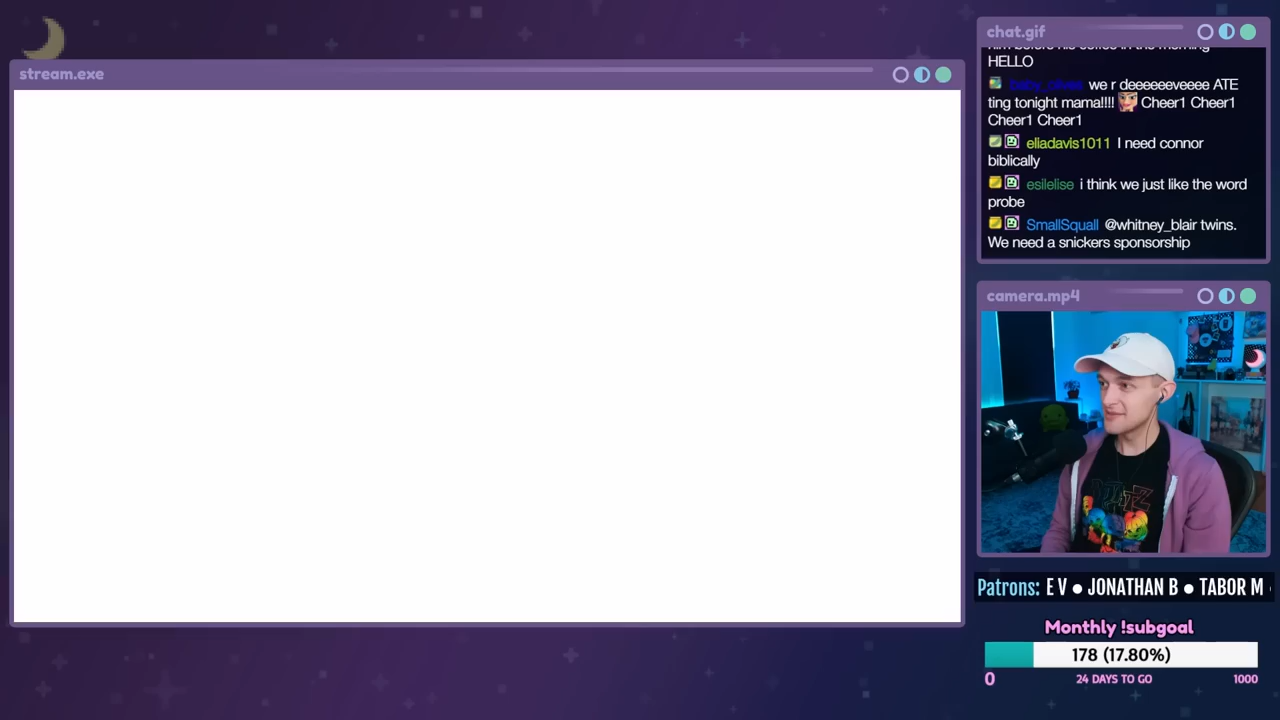 stream.exe
chat.gif
HELLO
we r deeeeeeveeee ATE
ting tonight mama!!!! Cheer1 Cheer1
Cheer1 Cheer1
eliadavis1011 I need connor
biblically
esilelise i think we just like the word
probe
SmallSquall @whitney_blair twins.
We need a snickers sponsorship
camera.mp4
Patrons: E V ● JONATHAN B ● TABOR M
Monthly !subgoal
178 (17.80%)
0 24 DAYS TO GO 1000